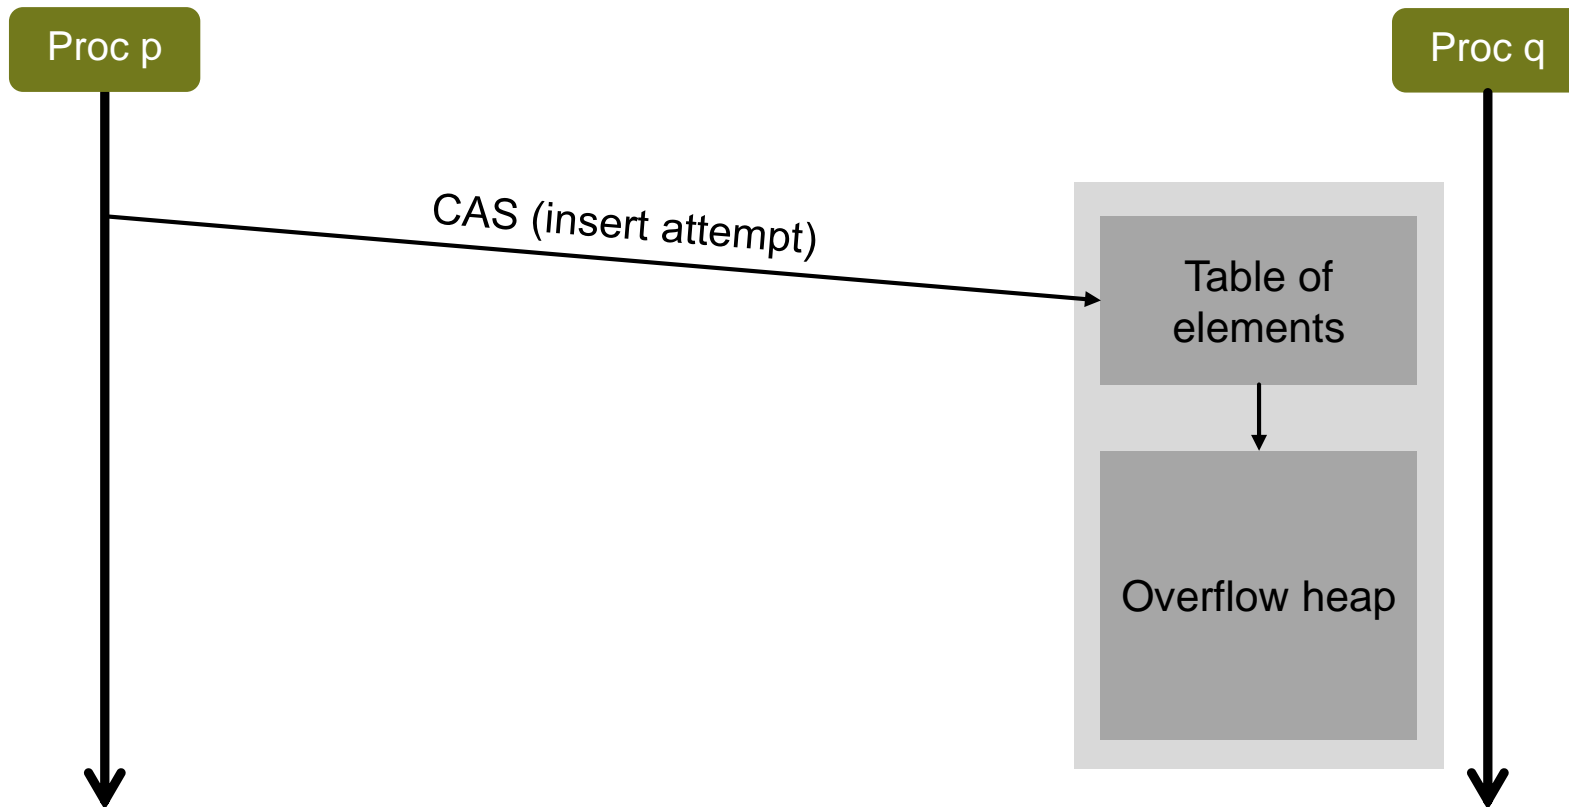 Proc p
Proc q
CAS (insert attempt)
Table of
elements
Overflow heap